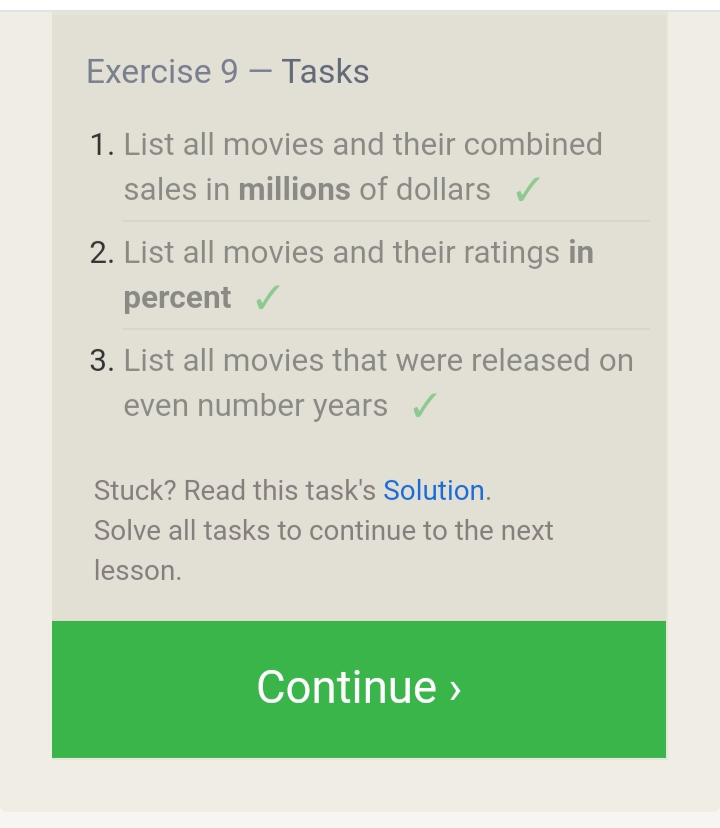 Exercise 9 — Tasks
1. List all movies and their combined
sales in millions of dollars ✓
2. List all movies and their ratings in
percent ✓
3. List all movies that were released on
even number years ✓
Stuck? Read this task's Solution.
Solve all tasks to continue to the next
lesson.
Continue ›